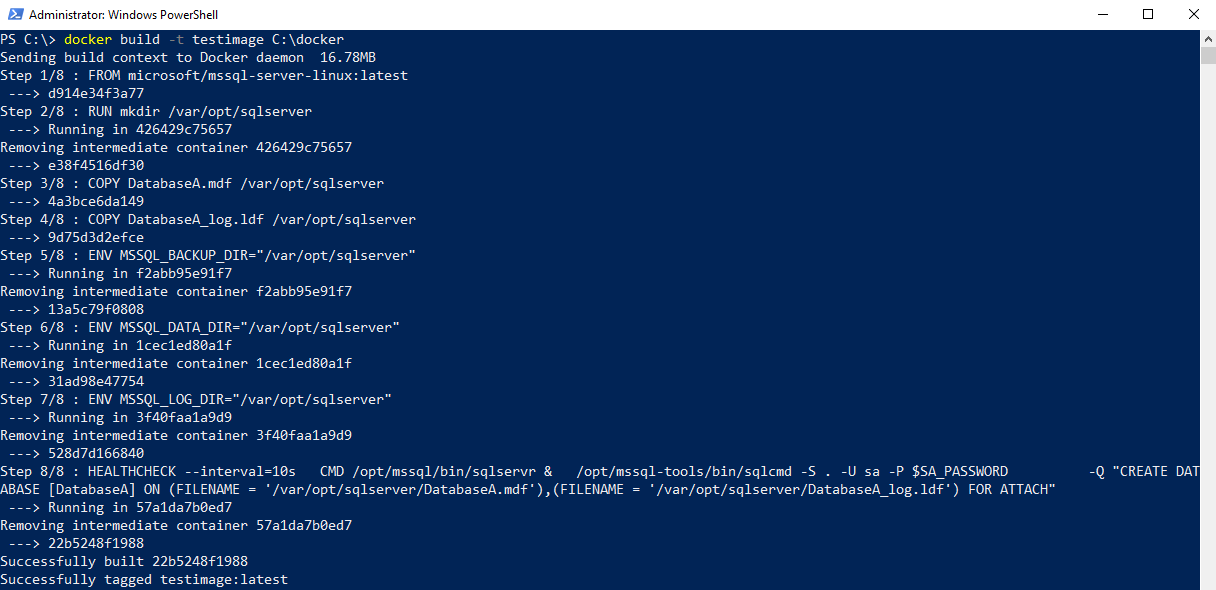 Administrator: Windows PowerShell
PS C:\> docker build -t testimage C:\docker
Sending build context to Docker daemon  16.78MB
Step 1/8 : FROM microsoft/mssql-server-linux:latest
 ---> d914e34f3a77
Step 2/8 : RUN mkdir /var/opt/sqlserver
 ---> Running in 426429c75657
Removing intermediate container 426429c75657
 ---> e38f4516df30
Step 3/8 : COPY DatabaseA.mdf /var/opt/sqlserver
 ---> 4a3bce6da149
Step 4/8 : COPY DatabaseA_log.ldf /var/opt/sqlserver
 ---> 9d75d3d2efce
Step 5/8 : ENV MSSQL_BACKUP_DIR="/var/opt/sqlserver"
 ---> Running in f2abb95e91f7
Removing intermediate container f2abb95e91f7
 ---> 13a5c79f0808
Step 6/8 : ENV MSSQL_DATA_DIR="/var/opt/sqlserver"
 ---> Running in 1cec1ed80a1f
Removing intermediate container 1cec1ed80a1f
 ---> 31ad98e47754
Step 7/8 : ENV MSSQL_LOG_DIR="/var/opt/sqlserver"
 ---> Running in 3f40faa1a9d9
Removing intermediate container 3f40faa1a9d9
 ---> 528d7d166840
Step 8/8 : HEALTHCHECK --interval=10s   CMD /opt/mssql/bin/sqlservr &   /opt/mssql-tools/bin/sqlcmd -S . -U sa -P $SA_PASSWORD          -Q "CREATE DAT
ABASE [DatabaseA] ON (FILENAME = '/var/opt/sqlserver/DatabaseA.mdf'),(FILENAME = '/var/opt/sqlserver/DatabaseA_log.ldf') FOR ATTACH"
 ---> Running in 57a1da7b0ed7
Removing intermediate container 57a1da7b0ed7
 ---> 22b5248f1988
Successfully built 22b5248f1988
Successfully tagged testimage:latest